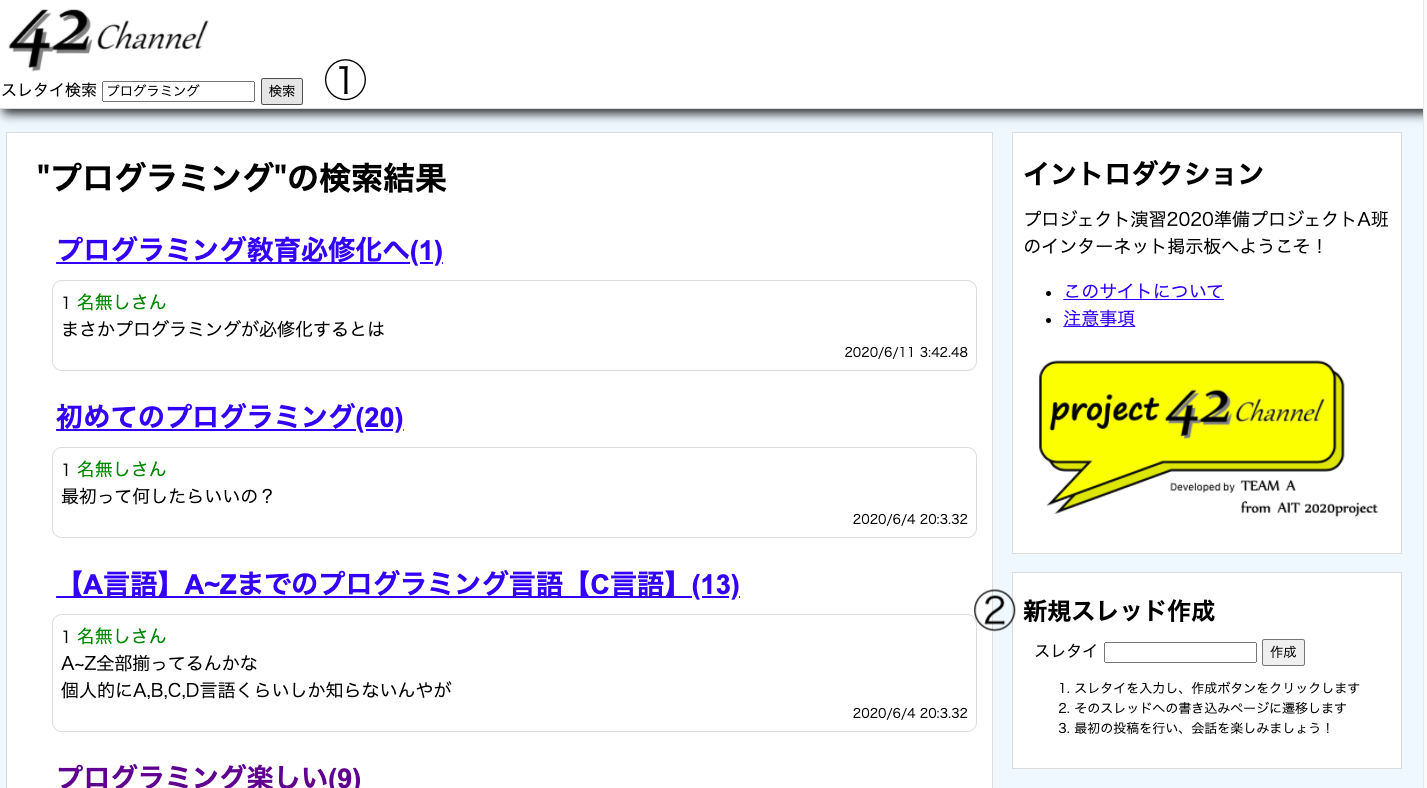 42 Channel
スレタイ検索 プログラミング 検索 ①
"プログラミング"の検索結果
プログラミング教育必修化へ(1)
1 名無しさん
まさかプログラミングが必修化するとは
2020/6/11 3:42.48
初めてのプログラミング(20)
1 名無しさん
最初って何したらいいの？
2020/6/4 20:3.32
【A言語】A~Zまでのプログラミング言語【C言語】(13)
1 名無しさん
A~Z全部揃ってるんかな
個人的にA,B,C,D言語くらいしか知らないんやが
2020/6/4 20:3.32
プログラミング楽しい(9)
イントロダクション
プロジェクト演習2020準備プロジェクトA班
のインターネット掲示板へようこそ！
・このサイトについて
・注意事項
project 42 Channel
Developed by TEAM A
from AIT 2020project
② 新規スレッド作成
スレタイ 作成
1. スレタイを入力し、作成ボタンをクリックします
2. そのスレッドへの書き込みページに遷移します
3. 最初の投稿を行い、会話を楽しみましょう！